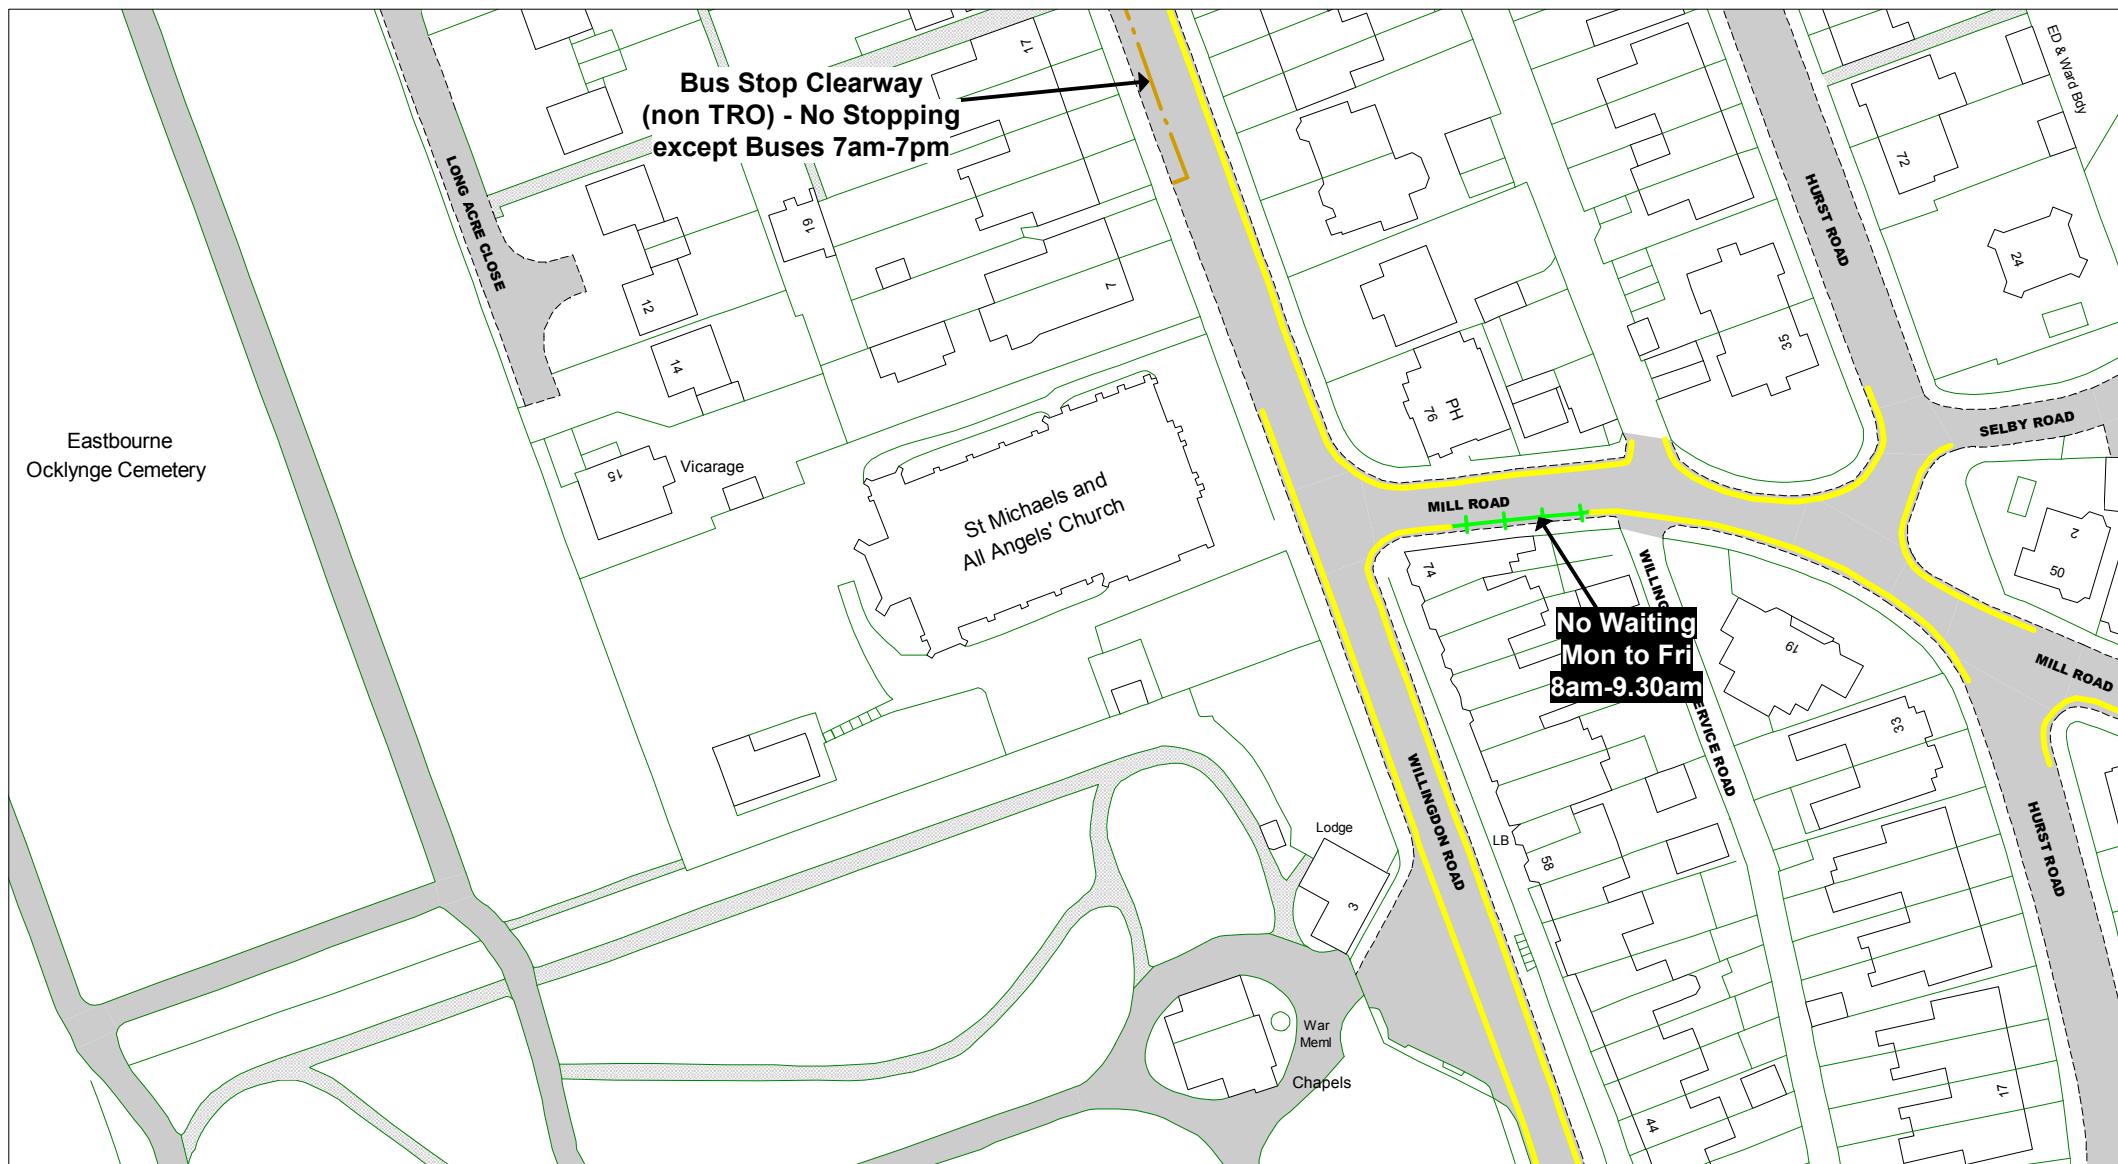 17
ED & Ward Bdy
Bus Stop Clearway
(non TRO) - No Stopping
except Buses 7am-7pm
LONG ACRE CLOSE
HURST ROAD
72
19
24
12
7
14
35
PH
76
SELBY ROAD
Eastbourne
Ocklynge Cemetery
15
Vicarage
St Michaels and
All Angels' Church
MILL ROAD
74
2
50
WILLING
No Waiting
Mon to Fri
8am-9.30am
ERVICE ROAD
19
MILL ROAD
33
WILLINGDON ROAD
Lodge
LB
58
3
HURST ROAD
War
Meml
Chapels
17
44